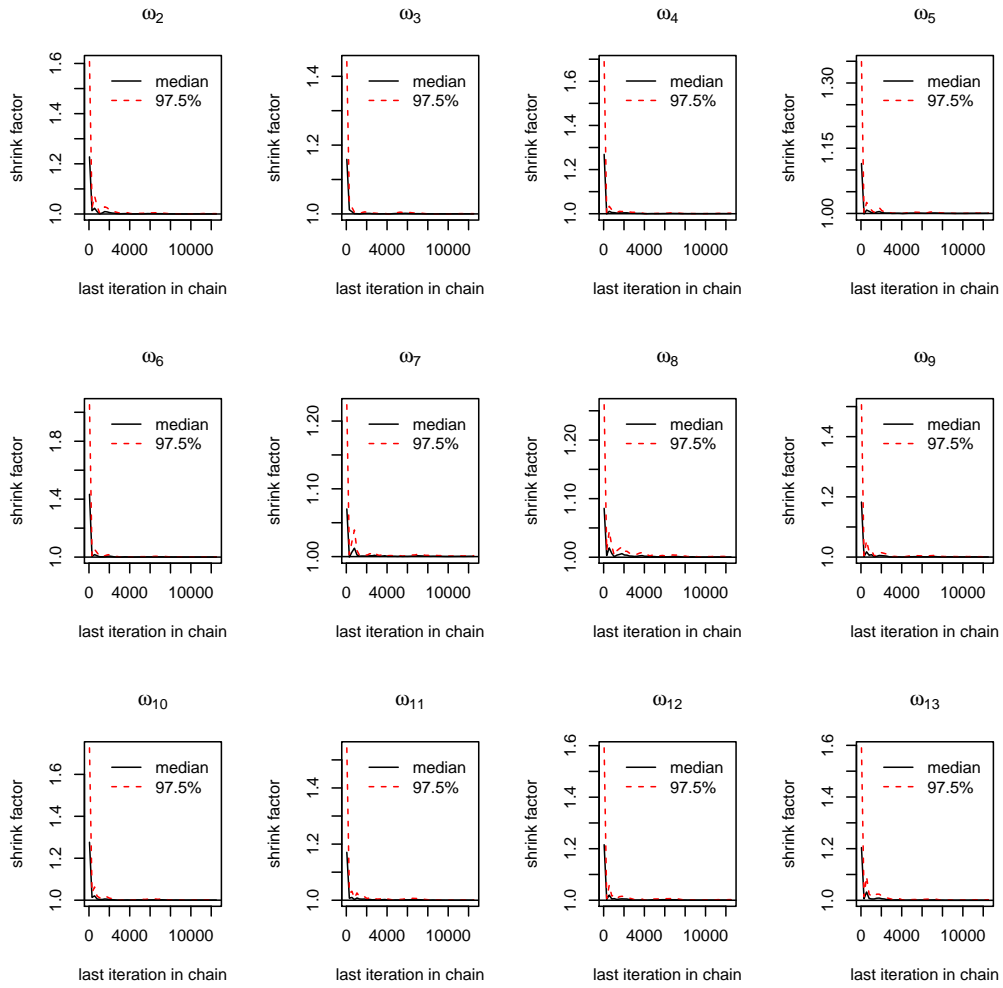 ω2
shrink factor
1.0 1.2 1.4 1.6
median
97.5%
0 4000 10000
last iteration in chain
ω3
shrink factor
1.0 1.2 1.4
median
97.5%
0 4000 10000
last iteration in chain
ω4
shrink factor
1.0 1.2 1.4 1.6
median
97.5%
0 4000 10000
last iteration in chain
ω5
shrink factor
1.00 1.15 1.30
median
97.5%
0 4000 10000
last iteration in chain
ω6
shrink factor
1.0 1.4 1.8
median
97.5%
0 4000 10000
last iteration in chain
ω7
shrink factor
1.00 1.10 1.20
median
97.5%
0 4000 10000
last iteration in chain
ω8
shrink factor
1.00 1.10 1.20
median
97.5%
0 4000 10000
last iteration in chain
ω9
shrink factor
1.0 1.2 1.4
median
97.5%
0 4000 10000
last iteration in chain
ω10
shrink factor
1.0 1.2 1.4 1.6
median
97.5%
0 4000 10000
last iteration in chain
ω11
shrink factor
1.0 1.2 1.4
median
97.5%
0 4000 10000
last iteration in chain
ω12
shrink factor
1.0 1.2 1.4 1.6
median
97.5%
0 4000 10000
last iteration in chain
ω13
shrink factor
1.0 1.2 1.4 1.6
median
97.5%
0 4000 10000
last iteration in chain